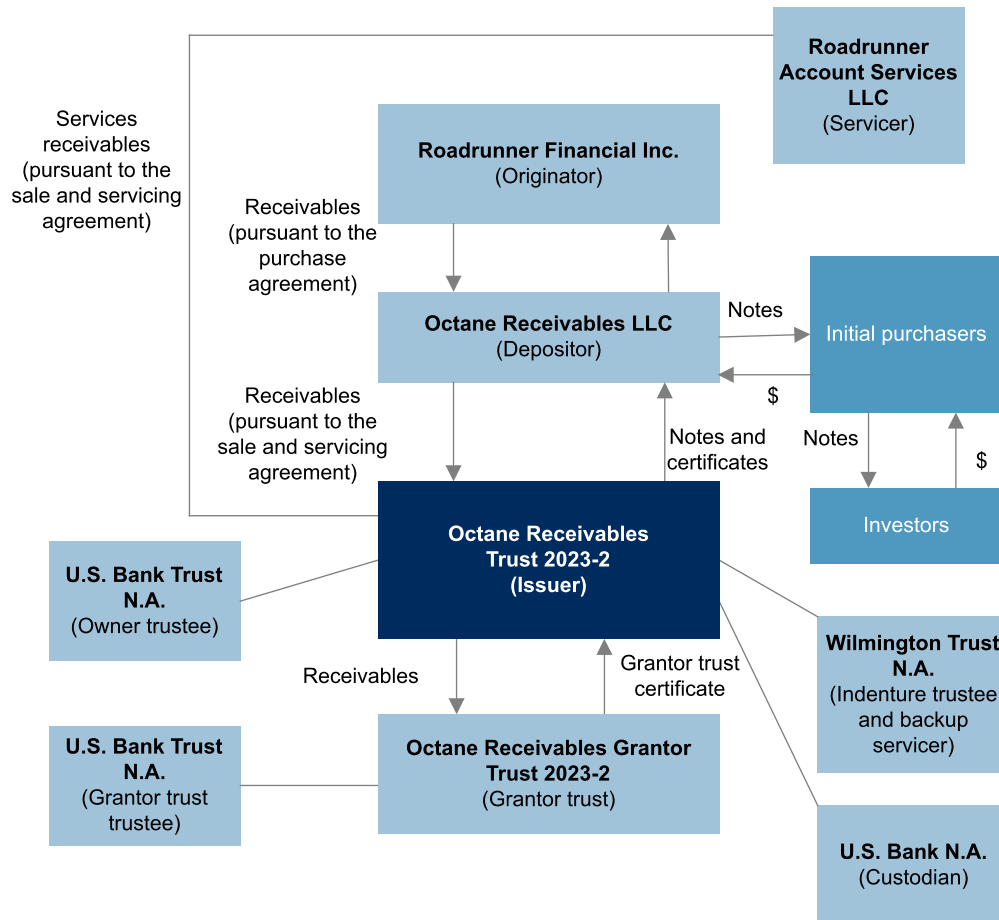 Roadrunner
Account Services
LLC
(Servicer)
Services
receivables
(pursuant to the
sale and servicing
agreement)
Roadrunner Financial Inc.
(Originator)
Receivables
(pursuant to the
purchase
agreement)
Octane Receivables LLC
(Depositor)
Notes
Initial purchasers
$
Receivables
(pursuant to the
sale and servicing
agreement)
Notes and
certificates
Notes
$
Investors
Octane Receivables
Trust 2023-2
(Issuer)
U.S. Bank Trust
N.A.
(Owner trustee)
Wilmington Trust
N.A.
(Indenture trustee
and backup
servicer)
Receivables
Grantor trust
certificate
U.S. Bank Trust
N.A.
(Grantor trust
trustee)
Octane Receivables Grantor
Trust 2023-2
(Grantor trust)
U.S. Bank N.A.
(Custodian)